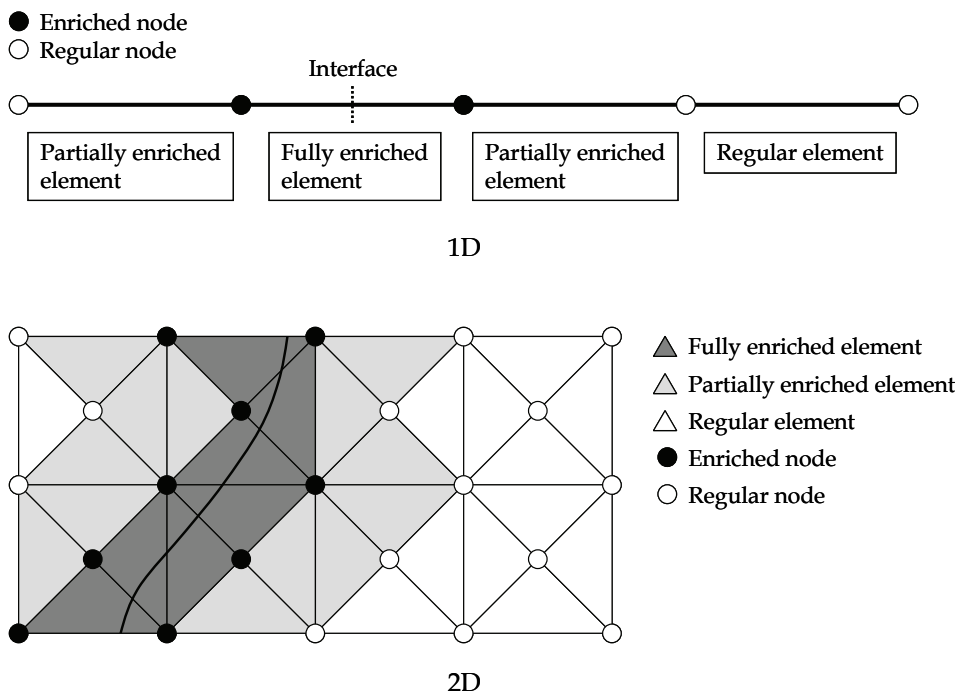 Enriched node
Regular node
Interface
Partially enriched
element
Fully enriched
element
Partially enriched
element
Regular element
1D
Fully enriched element
Partially enriched element
Regular element
Enriched node
Regular node
2D